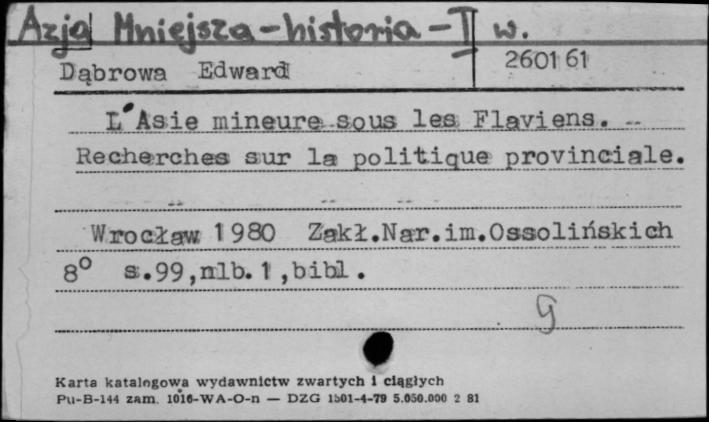 Azja Mniejsza - historia - I w.
Dąbrowa Edward
260161
L'Asie mineure sous les Flaviens. --
Recherches sur la politique provinciale.
-- -- -- --
Wrocław 1980 Zakł.Nar.im.Ossolińskich
8° s.99,nlb.1,bibl.
g
Karta katalogowa wydawnictw zwartych i ciągłych
Pu-B-144 zam. 1016-WA-O-n — DZG 1501-4-79 5.050.000 2 81